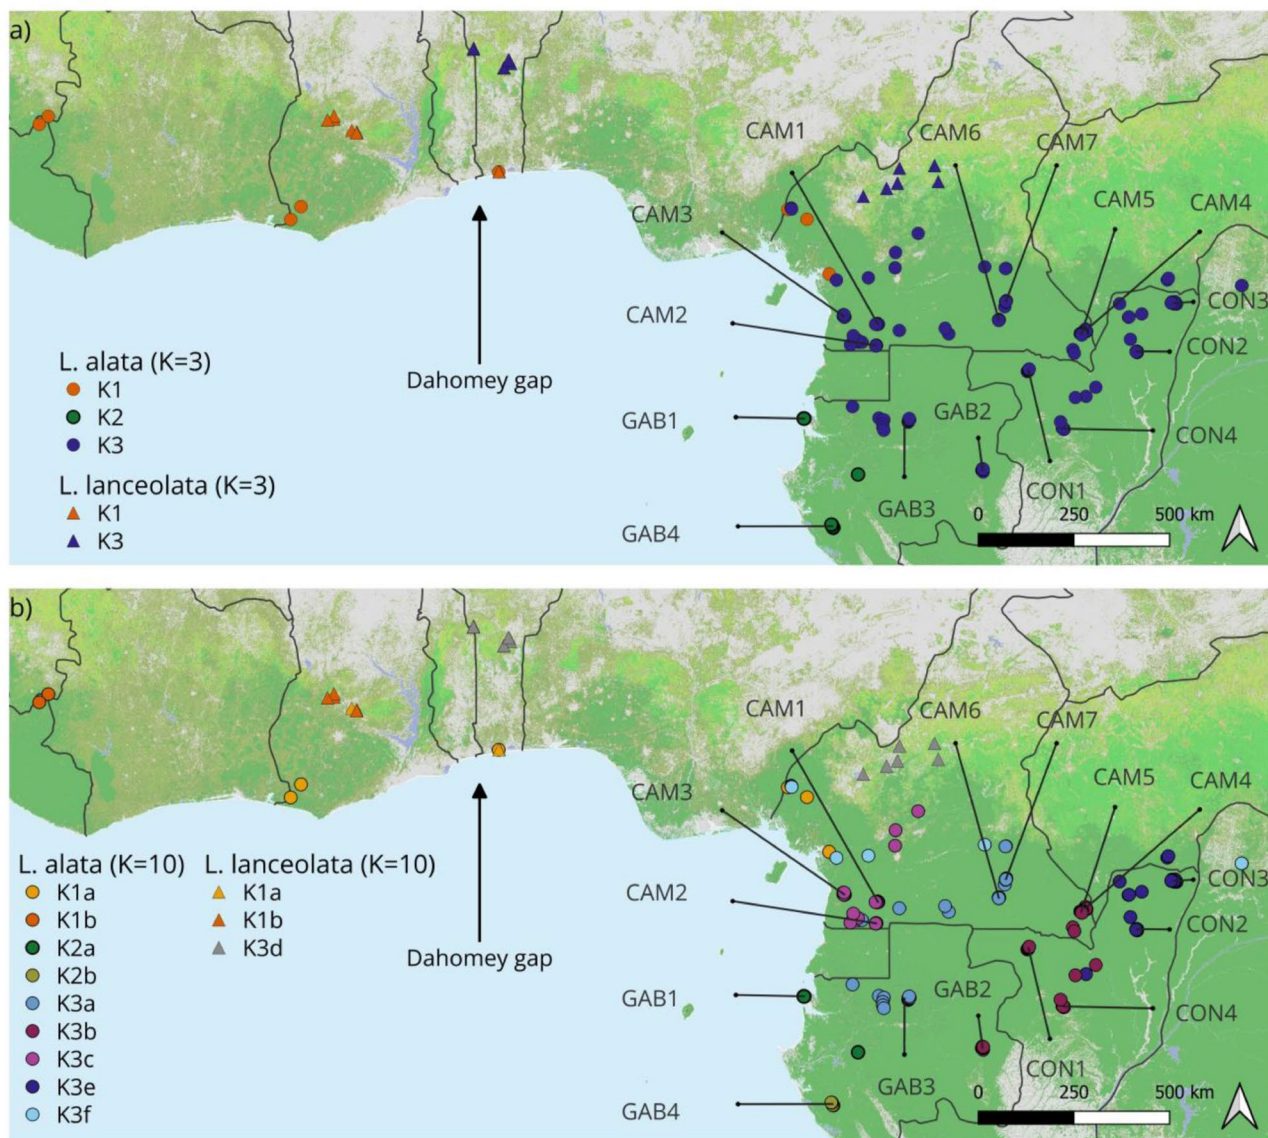 a)
CAM1
CAM6
CAM7
CAM3
CAM5
CAM4
CAM2
CON3
CON2
Dahomey gap
L. alata (K=3)
K1
K2
K3
GAB1
GAB2
CON4
L. lanceolata (K=3)
K1
K3
GAB3
CON1
0 250 500 km
GAB4
b)
CAM1
CAM6
CAM7
CAM3
CAM5
CAM4
L. alata (K=10) L. lanceolata (K=10)
K1a K1a
K1b K1b
K2a K3d
K2b
K3a
K3b
K3c
K3e
K3f
CAM2
CON3
CON2
Dahomey gap
GAB1
GAB2
CON4
CON1
GAB3
0 250 500 km
GAB4